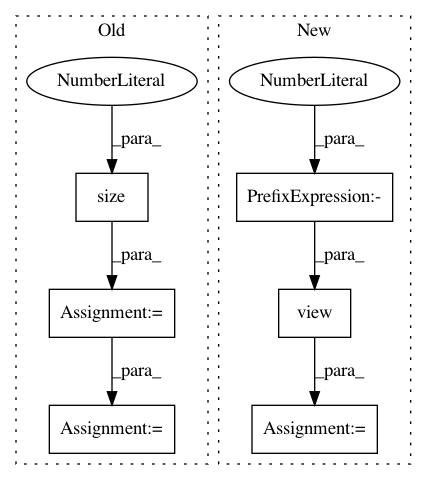 Old
New
NumberLiteral
NumberLiteral
_para_
_para_
size
PrefixExpression:-
_para_
_para_
Assignment:=
view
_para_
_para_
Assignment:=
Assignment:=